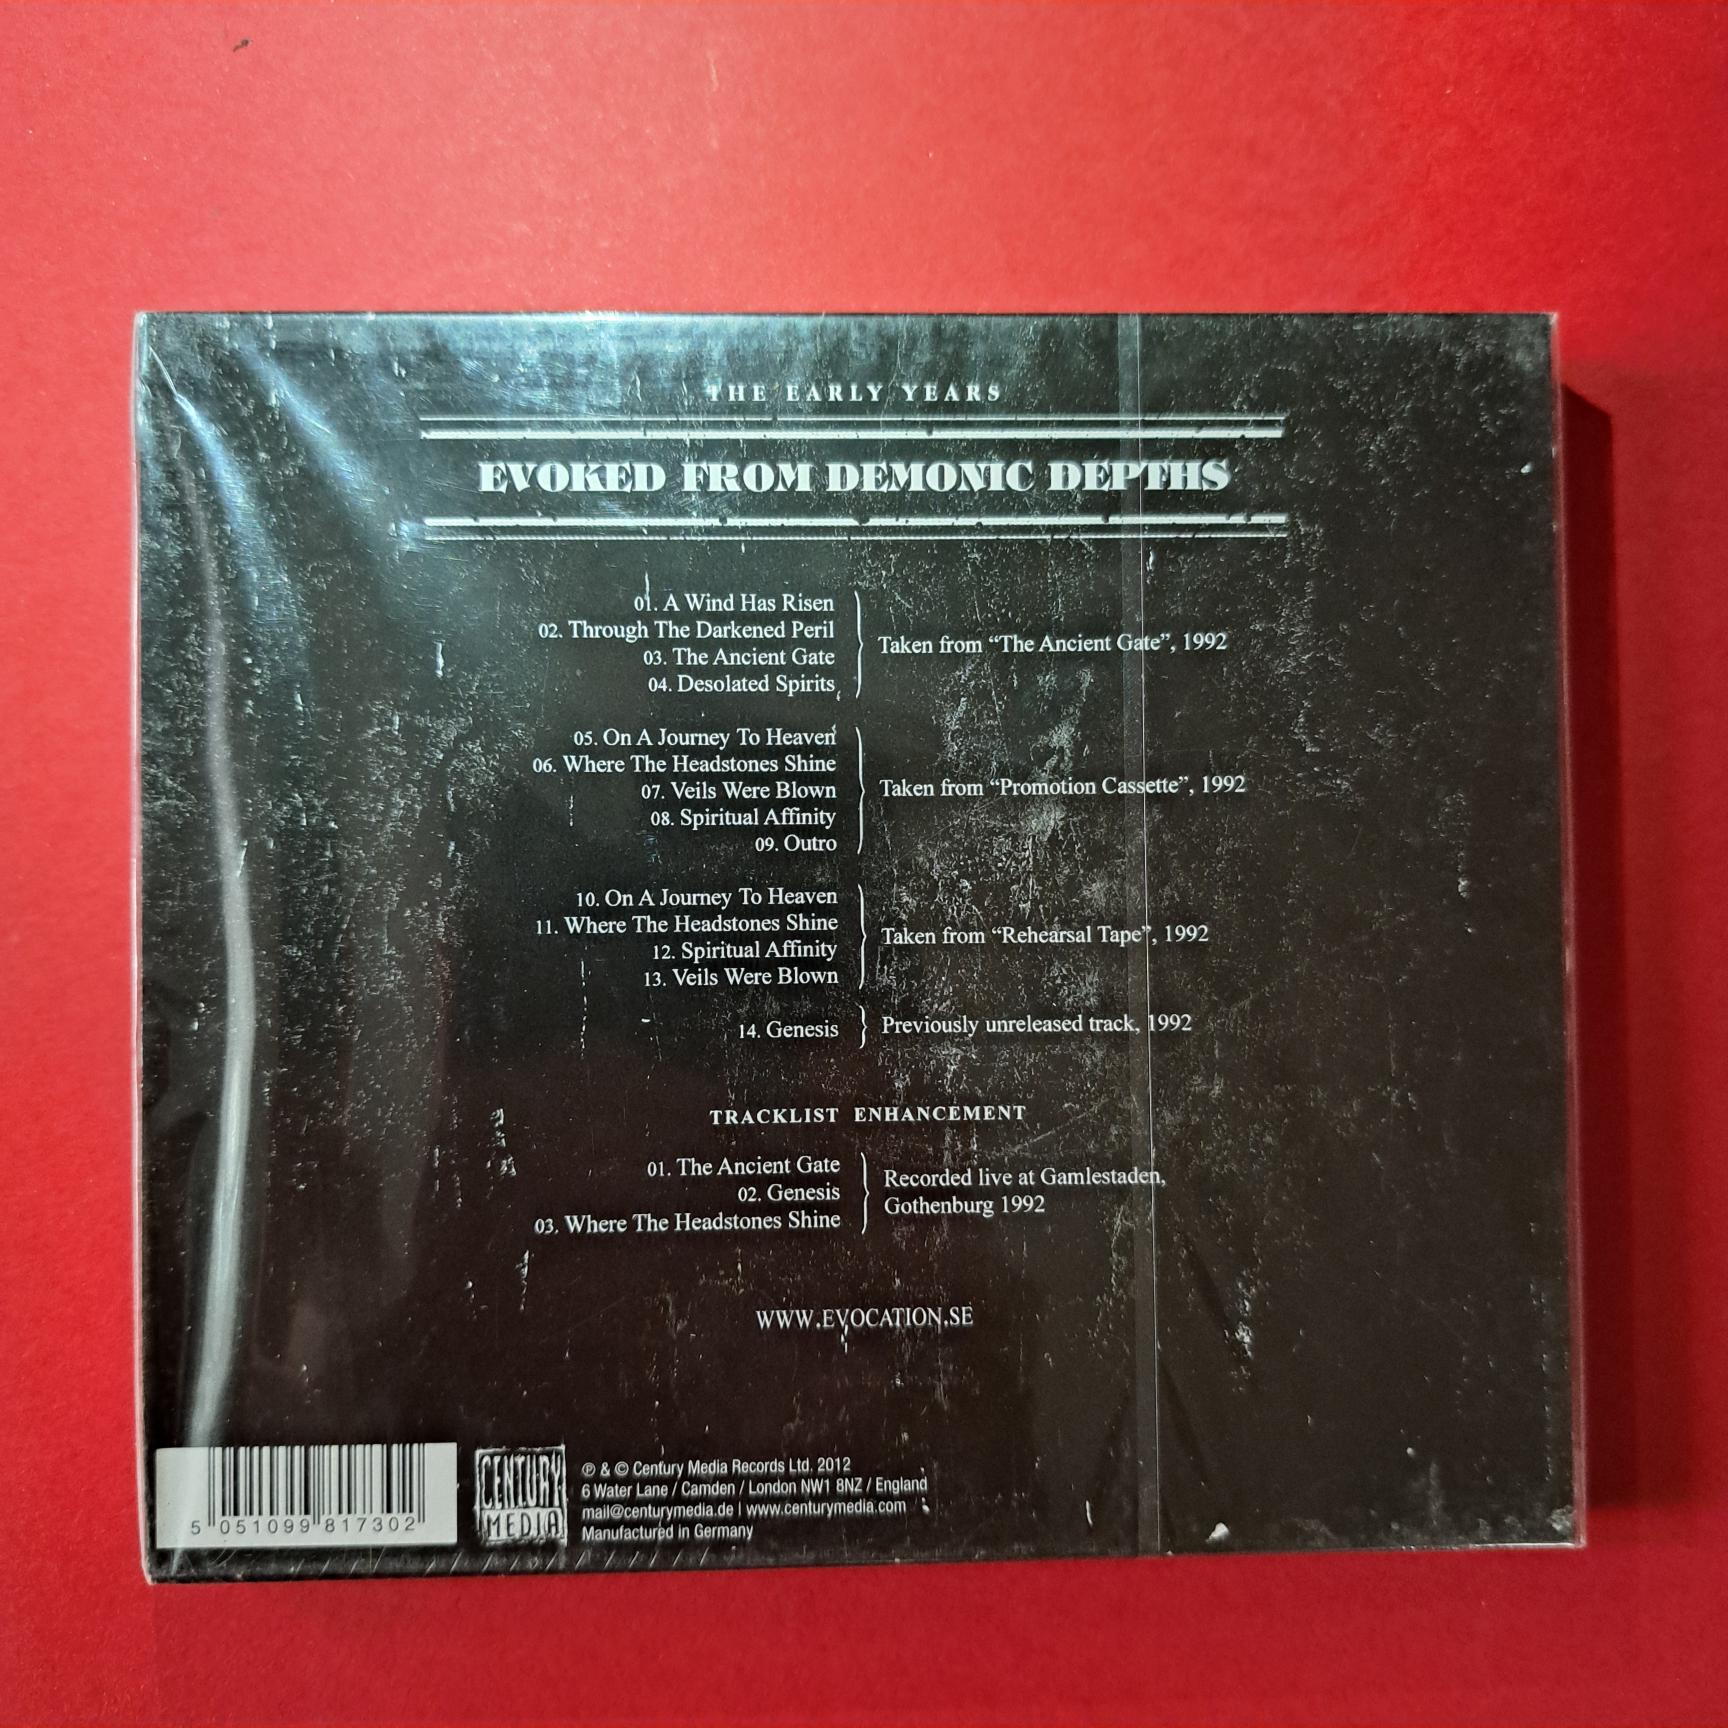 THE EARLY YEARS
EVOKED FROM DEMONIC DEPTHS
01. A Wind Has Risen
02. Through The Darkened Peril
03. The Ancient Gate
04. Desolated Spirits
Taken from “The Ancient Gate”, 1992
05. On A Journey To Heaven
06. Where The Headstones Shine
07. Veils Were Blown
08. Spiritual Affinity
09. Outro
Taken from “Promotion Cassette”, 1992
10. On A Journey To Heaven
11. Where The Headstones Shine
12. Spiritual Affinity
13. Veils Were Blown
Taken from “Rehearsal Tape”, 1992
14. Genesis
Previously unreleased track, 1992
TRACKLIST ENHANCEMENT
01. The Ancient Gate
02. Genesis
03. Where The Headstones Shine
Recorded live at Gamlestaden,
Gothenburg 1992
WWW.EVOCATION.SE
5 051099 817302
CENTURY
MEDIA
℗ & © Century Media Records Ltd. 2012
6 Water Lane / Camden / London NW1 8NZ / England
mail@centurymedia.de | www.centurymedia.com
Manufactured in Germany